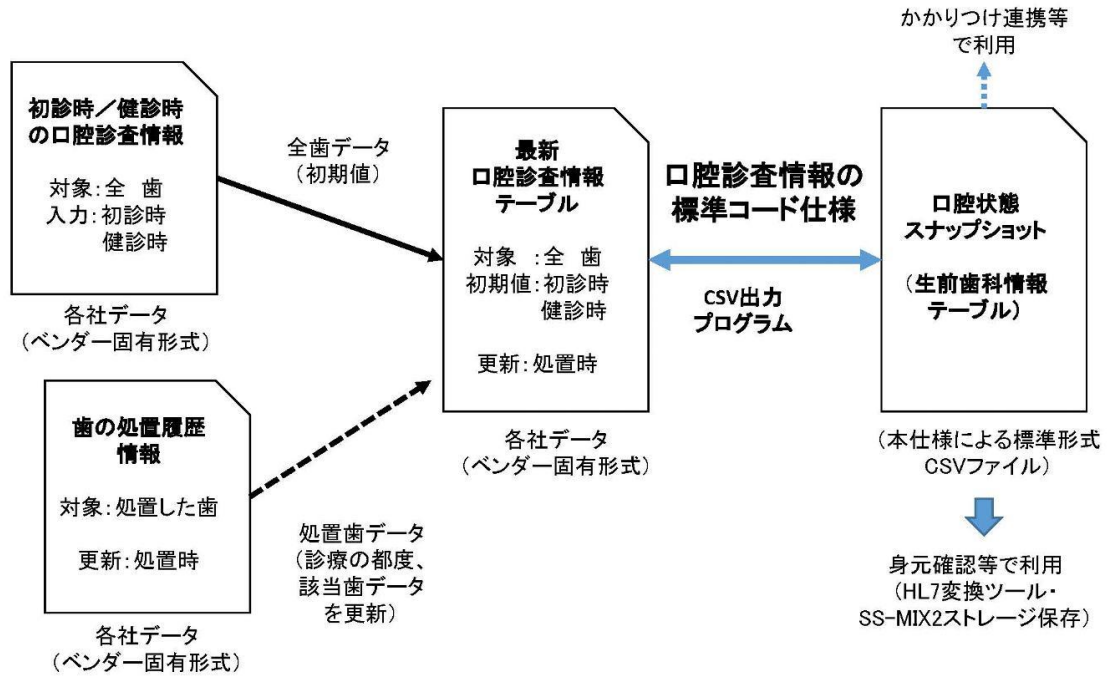 初診時／健診時
の口腔診査情報
対象：全　歯
入力：初診時
健診時
各社データ
（ベンダー固有形式）
全歯データ
（初期値）
歯の処置履歴
情報
対象：処置した歯
更新：処置時
各社データ
（ベンダー固有形式）
処置歯データ
（診療の都度、
該当歯データ
を更新）
最新
口腔診査情報
テーブル
対象　：全　歯
初期値：初診時
健診時
更新：処置時
各社データ
（ベンダー固有形式）
口腔診査情報の
標準コード仕様
CSV出力
プログラム
かかりつけ連携等
で利用
口腔状態
スナップショット
（生前歯科情報
テーブル）
（本仕様による標準形式
CSVファイル）
身元確認等で利用
（HL7変換ツール・
SS-MIX2ストレージ保存）